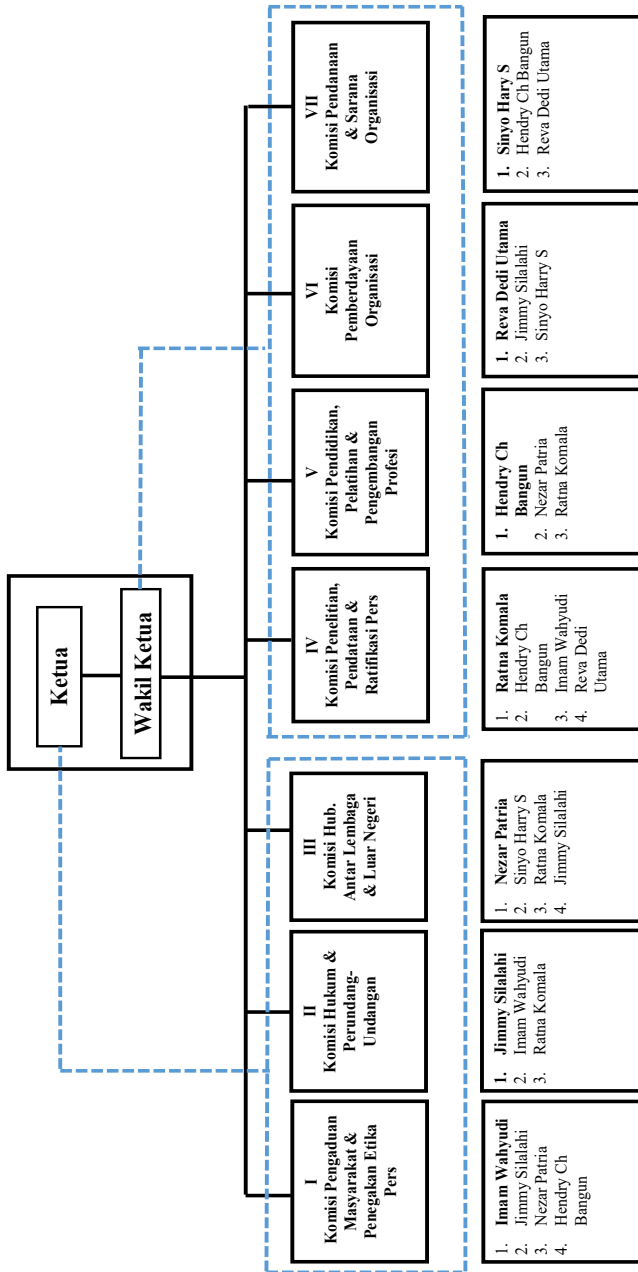 Ketua
Wakil Ketua
I
Komisi Pengaduan
Masyarakat &
Penegakan Etika
Pers
II
Komisi Hukum &
Perundang-
Undangan
III
Komisi Hub.
Antar Lembaga
& Luar Negeri
IV
Komisi Penelitian,
Pendataan &
Ratifikasi Pers
V
Komisi Pendidikan,
Pelatihan &
Pengembangan
Profesi
VI
Komisi
Pemberdayaan
Organisasi
VII
Komisi Pendanaan
& Sarana
Organisasi
1. Imam Wahyudi
2. Jimmy Silalahi
3. Nezar Patria
4. Hendry Ch
Bangun
1. Jimmy Silalahi
2. Imam Wahyudi
3. Ratna Komala
1. Nezar Patria
2. Sinyo Harry S
3. Ratna Komala
4. Jimmy Silalahi
1. Ratna Komala
2. Hendry Ch
Bangun
3. Imam Wahyudi
4. Reva Dedi
Utama
1. Hendry Ch
Bangun
2. Nezar Patria
3. Ratna Komala
1. Reva Dedi Utama
2. Jimmy Silalahi
3. Sinyo Harry S
1. Sinyo Hary S
2. Hendry Ch Bangun
3. Reva Dedi Utama